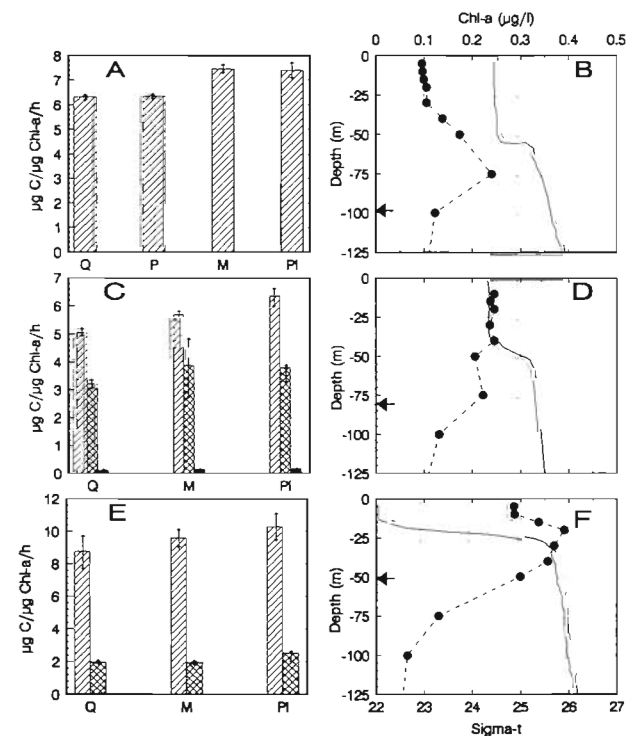 Chl-a (µg/l)
0 0.1 0.2 0.3 0.4 0.5
A
8
7
6
5
4
3
2
1
0
µg C/µg Chl-a/h
Q P M Pl
B
0
-25
-50
-75
-100
-125
Depth (m)
C
7
6
5
4
3
2
1
0
µg C/µg Chl-a/h
Q M Pl
D
0
-25
-50
-75
-100
-125
Depth (m)
E
12
10
8
6
4
2
0
µg C/µg Chl-a/h
Q M Pl
F
0
-25
-50
-75
-100
-125
Depth (m)
22 23 24 25 26 27
Sigma-t